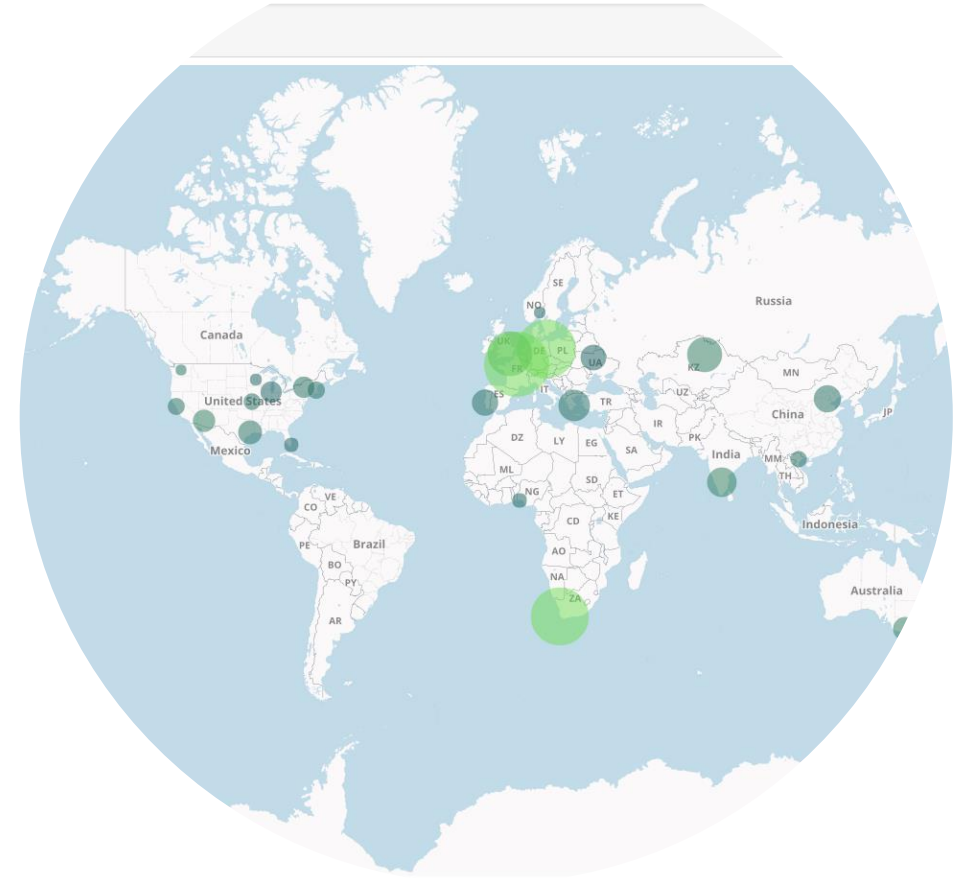 SE
NO
Russia
Canada
UK
DE
PL
FR
UA
KZ
MN
IT
ES
UZ
United States
TR
China
JP
IR
PK
DZ
LY
EG
SA
India
Mexico
MM
ML
TH
SD
NG
ET
VE
CO
KE
CD
Indonesia
PE
Brazil
AO
BO
NA
PY
Australia
ZA
AR